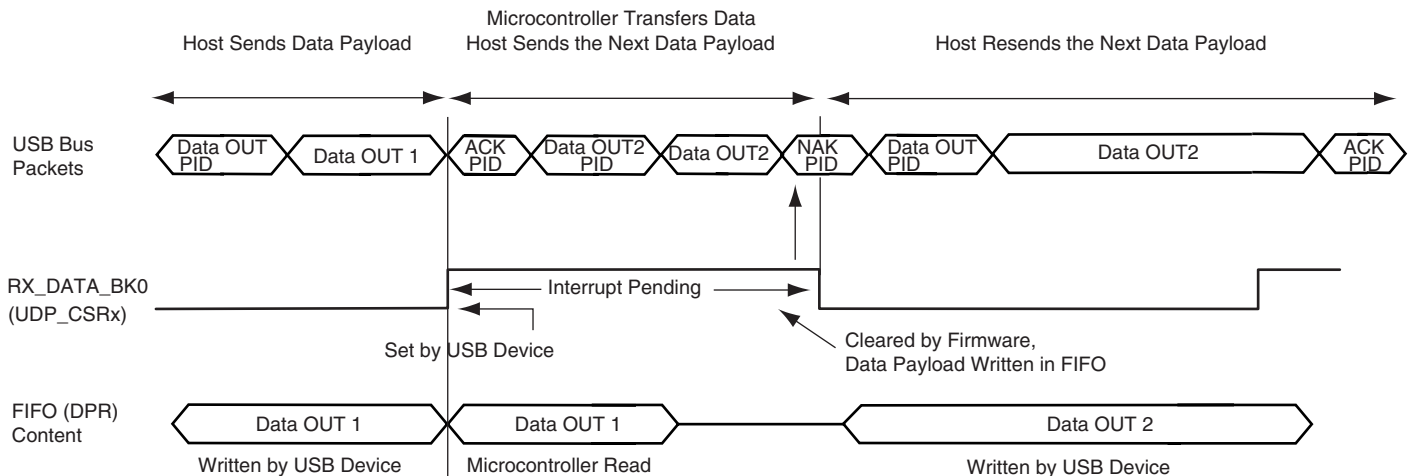 Microcontroller Transfers Data
Host Sends Data Payload
Host Sends the Next Data Payload
Host Resends the Next Data Payload
USB Bus
Packets
Data OUT
PID
Data OUT 1
ACK
PID
Data OUT2
PID
Data OUT2
NAK
PID
Data OUT
PID
Data OUT2
ACK
PID
RX_DATA_BK0
(UDP_CSRx)
Interrupt Pending
Set by USB Device
Cleared by Firmware,
Data Payload Written in FIFO
FIFO (DPR)
Content
Data OUT 1
Data OUT 1
Data OUT 2
Written by USB Device
Microcontroller Read
Written by USB Device